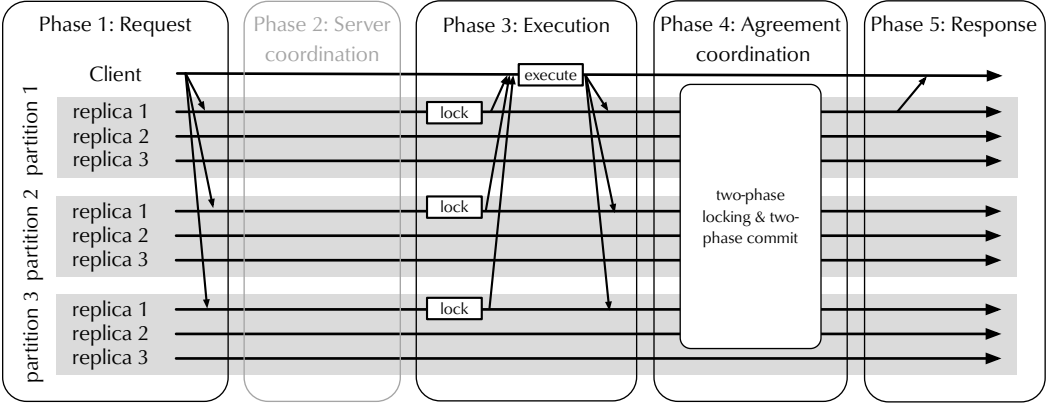 Phase 1: Request
Phase 2: Server
coordination
Phase 3: Execution
Phase 4: Agreement
coordination
Phase 5: Response
Client
execute
partition 1
replica 1
lock
replica 2
replica 3
partition 2
replica 1
lock
replica 2
replica 3
two-phase
locking & two-
phase commit
partition 3
replica 1
lock
replica 2
replica 3